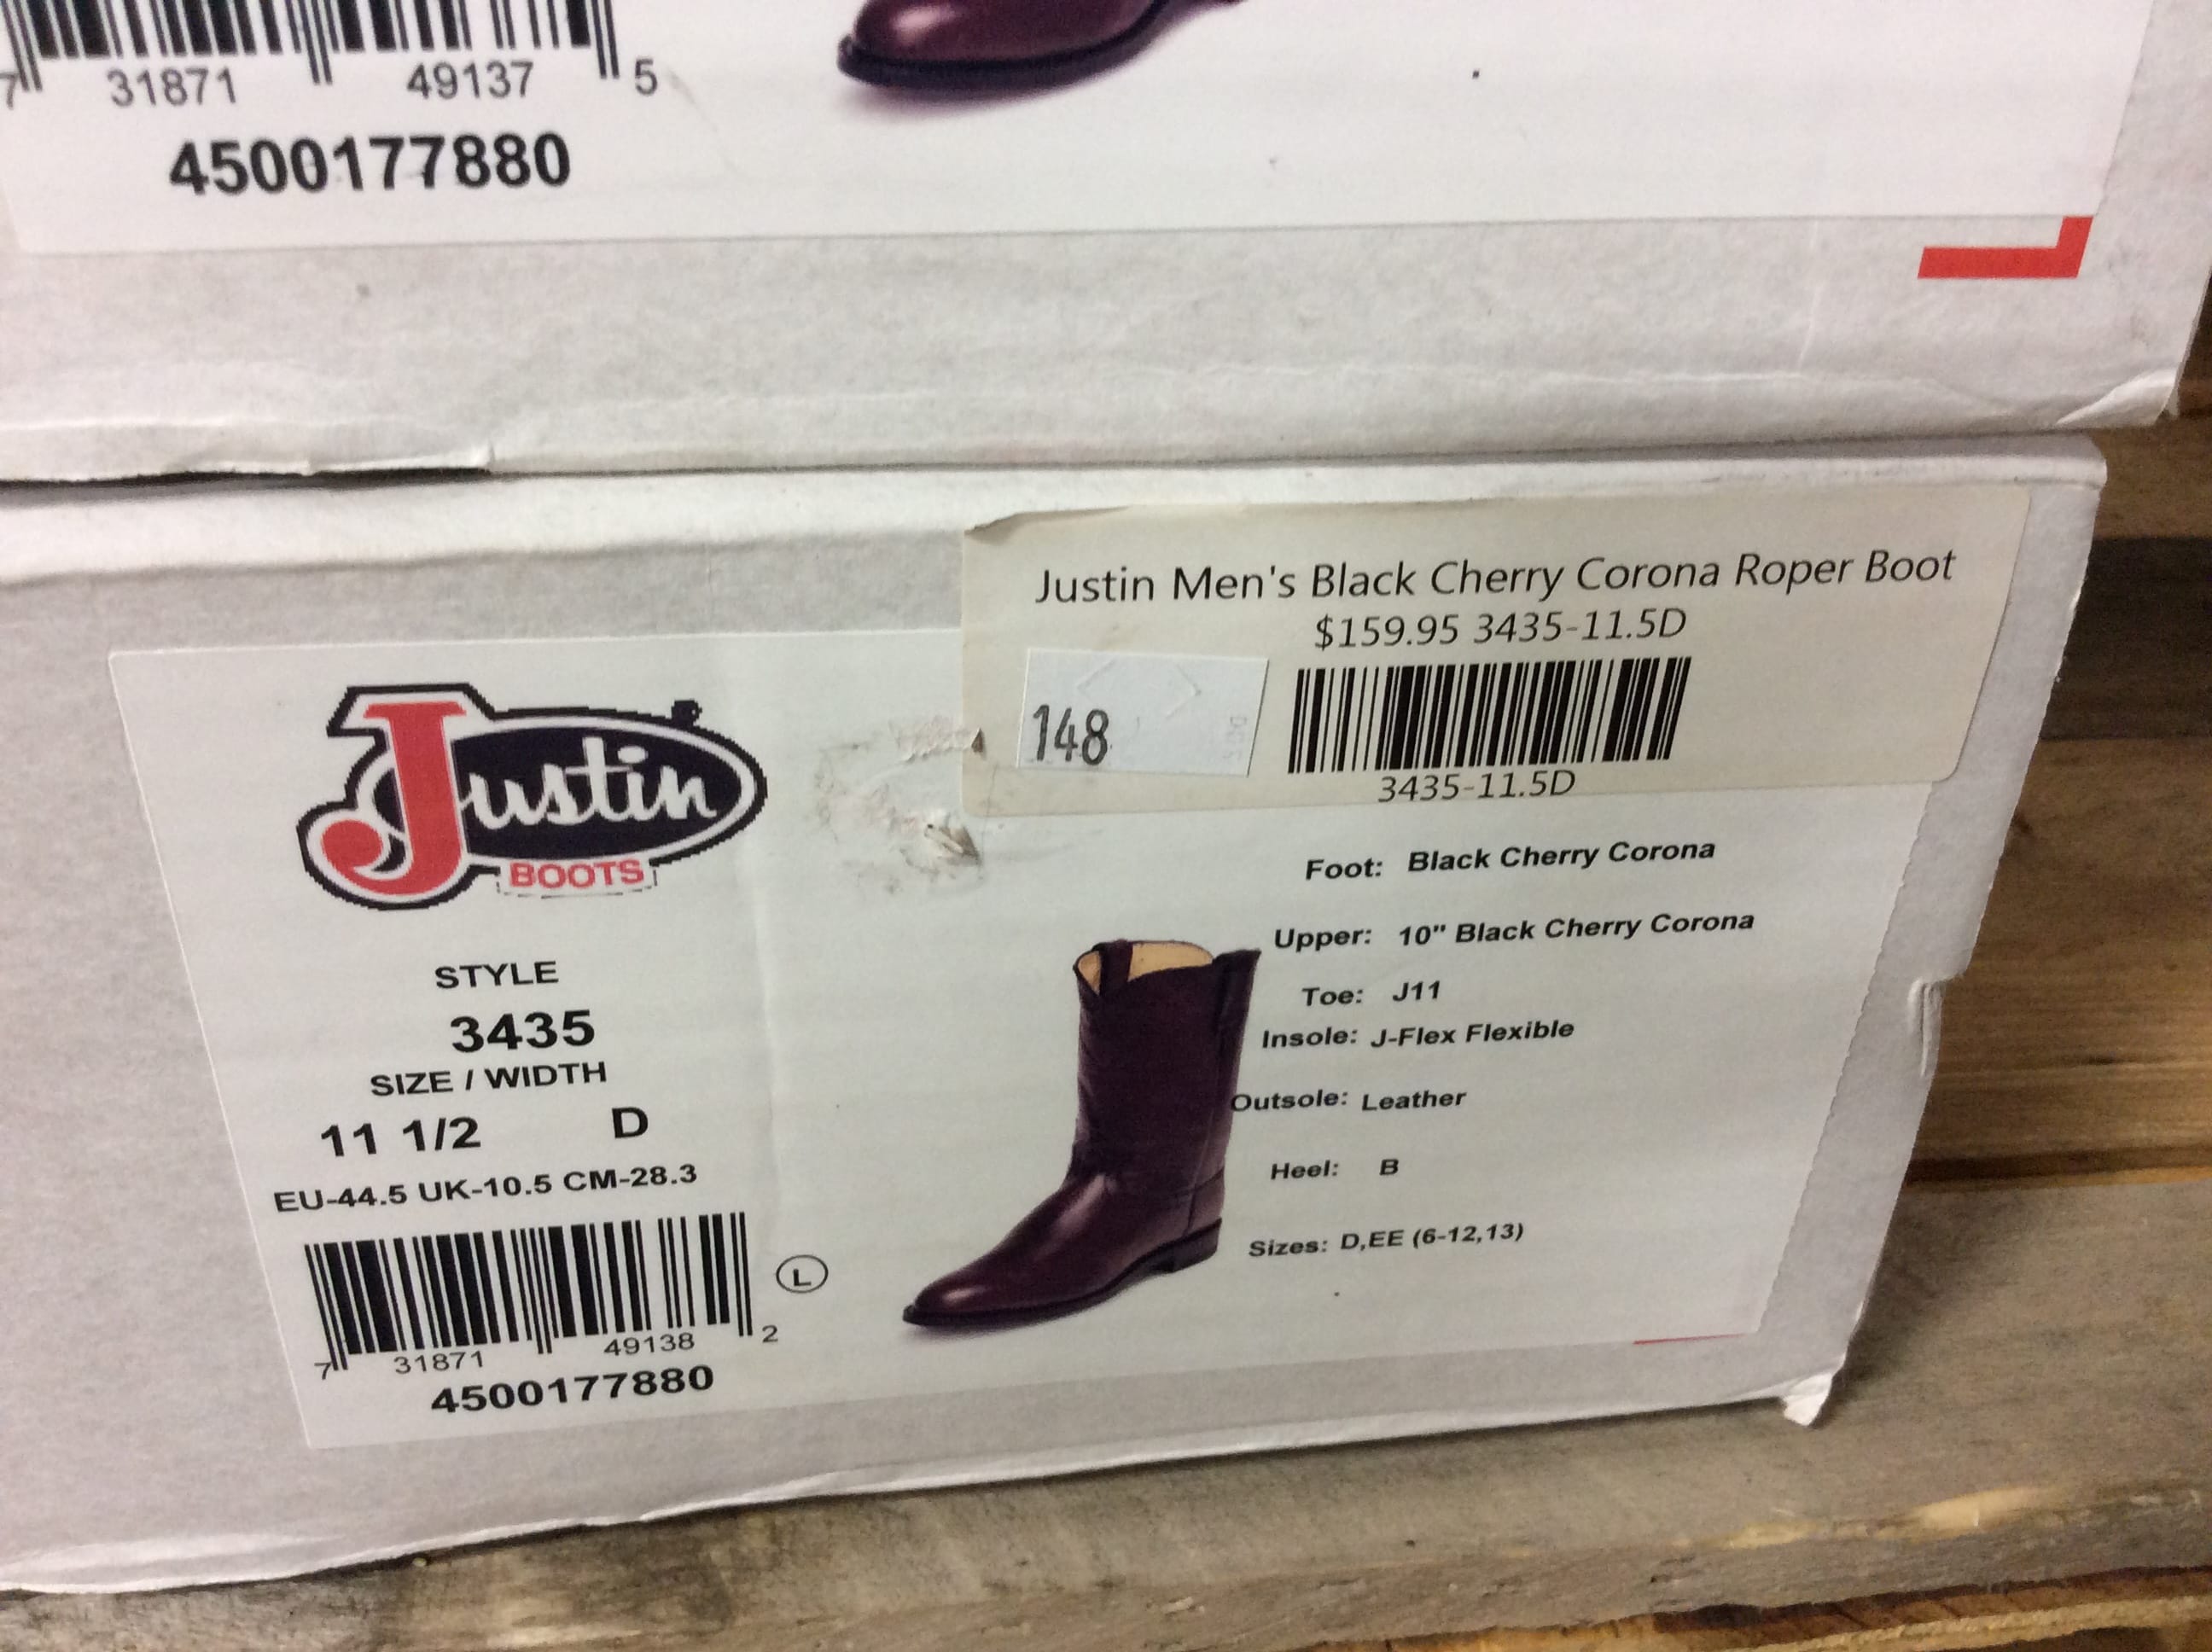 7 31871 49137 5
4500177880
Justin Men's Black Cherry Corona Roper Boot
$159.95 3435-11.5D
148
3435-11.5D
Justin
BOOTS
STYLE
3435
SIZE / WIDTH
11 1/2 D
EU-44.5 UK-10.5 CM-28.3
L
7 31871 49138 2
4500177880
Foot: Black Cherry Corona
Upper: 10" Black Cherry Corona
Toe: J11
Insole: J-Flex Flexible
Outsole: Leather
Heel: B
Sizes: D,EE (6-12,13)